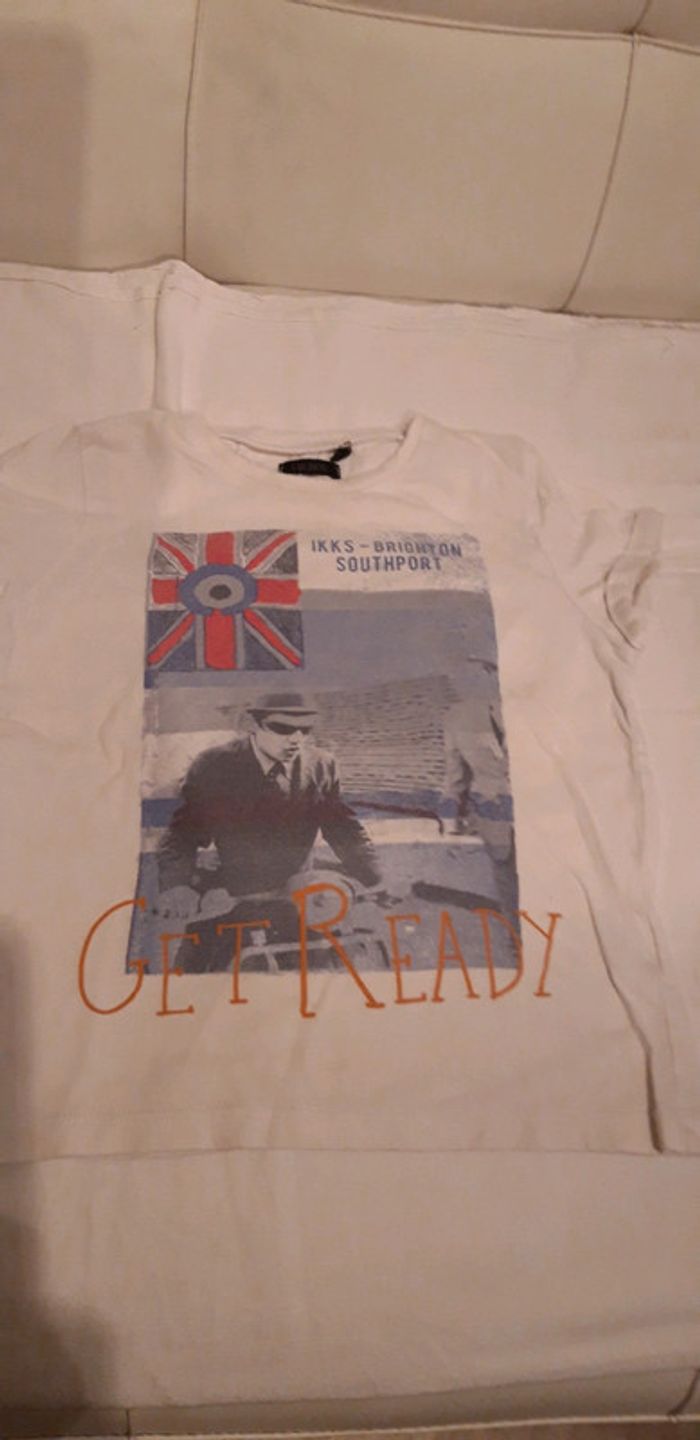 IKKS - BRIGHTON
SOUTHPORT
GET READY